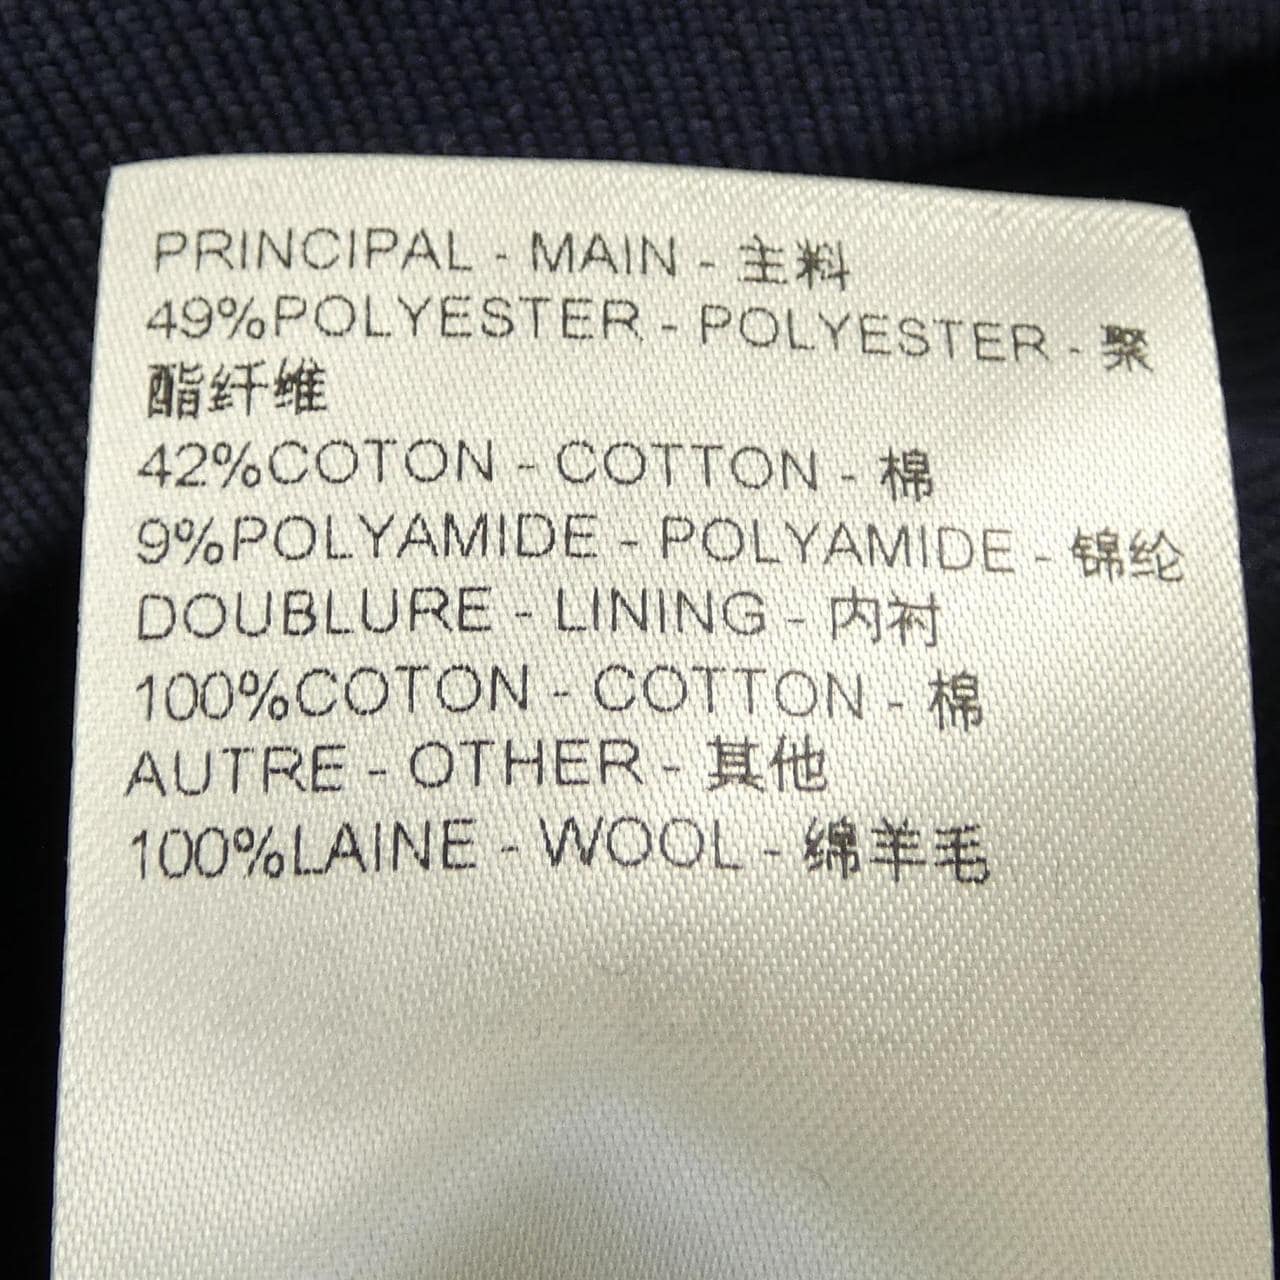 PRINCIPAL - MAIN - 主料
49%POLYESTER - POLYESTER - 聚
酯纤维
42%COTON - COTTON - 棉
9%POLYAMIDE - POLYAMIDE - 锦纶
DOUBLURE - LINING - 内衬
100%COTON - COTTON - 棉
AUTRE - OTHER - 其他
100%LAINE - WOOL - 绵羊毛